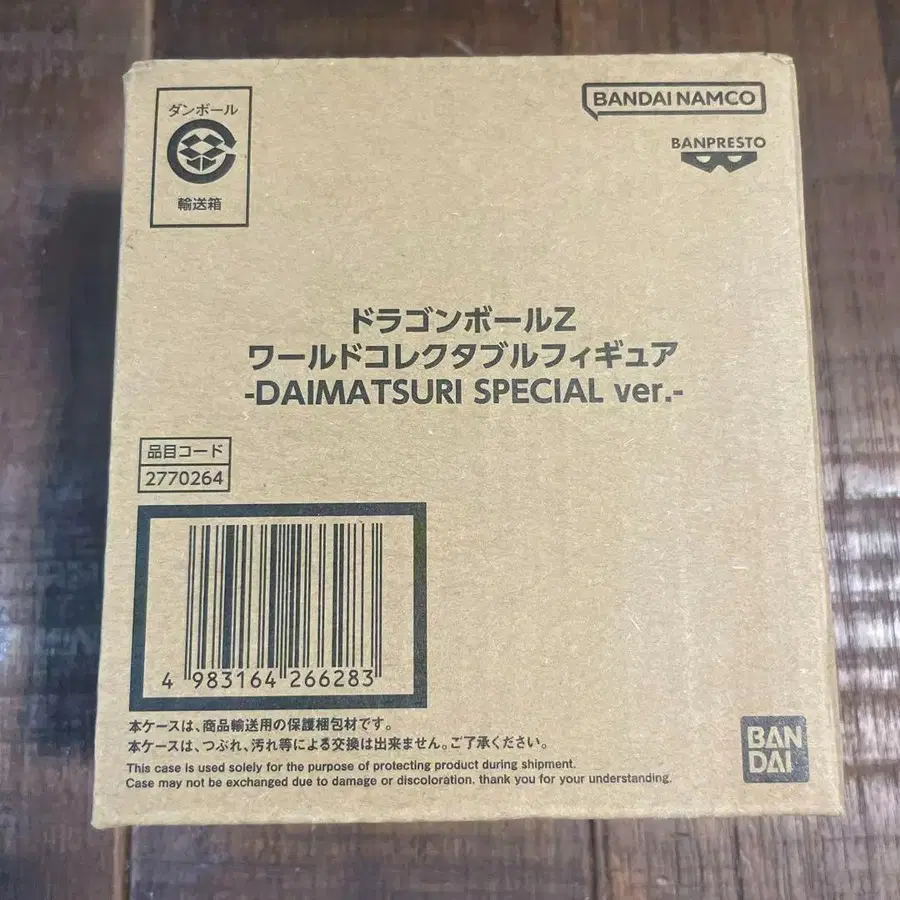 ダンボール
輸送箱
BANDAI NAMCO
BANPRESTO
ドラゴンボールZ
ワールドコレクタブルフィギュア
-DAIMATSURI SPECIAL ver.-
品目コード
2770264
4 983164 266283
本ケースは、商品輸送用の保護梱包材です。
本ケースは、つぶれ、汚れ等による交換は出来ません。ご了承ください。
This case is used solely for the purpose of protecting product during shipment.
Case may not be exchanged due to damage or discoloration. thank you for your understanding.
BAN
DAI